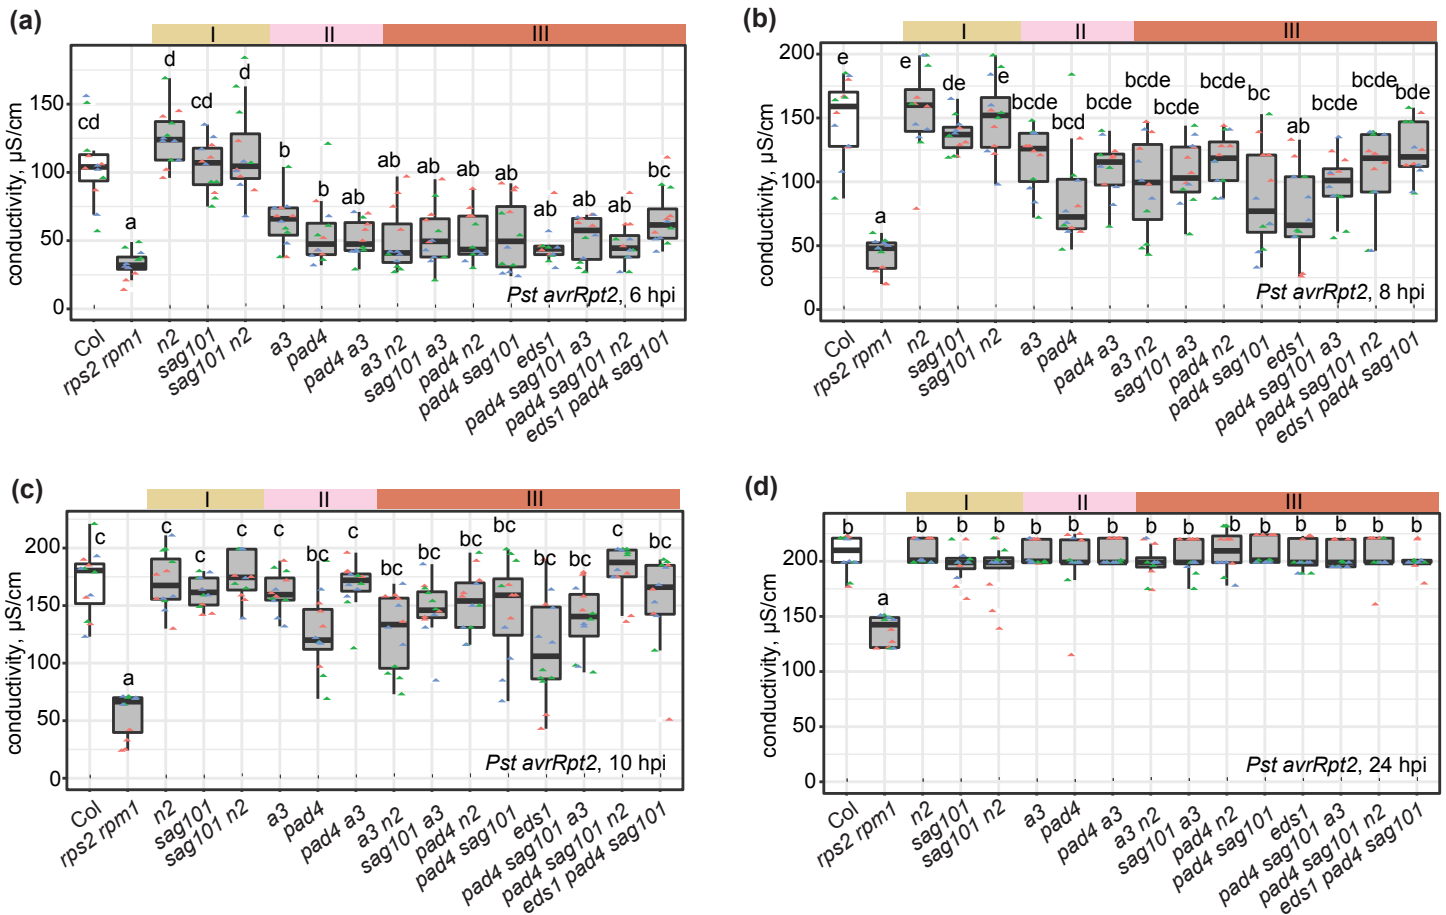 (a)
I II III
conductivity, µS/cm
150
100
50
0
cd a d cd d b b ab ab ab ab ab ab ab bc
Pst avrRpt2, 6 hpi
Col
rps2 rpm1
n2
sag101
sag101 n2
a3
pad4
pad4 a3
a3 n2
sag101 a3
pad4 n2
pad4 sag101
eds1
pad4 sag101 a3
pad4 sag101 n2
eds1 pad4 sag101
(b)
I II III
conductivity, µS/cm
200
150
100
50
0
e a e de e bcde bcd bcde bcde bcde bcde bc ab bcde bcde bde
Pst avrRpt2, 8 hpi
Col
rps2 rpm1
n2
sag101
sag101 n2
a3
pad4
pad4 a3
a3 n2
sag101 a3
pad4 n2
pad4 sag101
eds1
pad4 sag101 a3
pad4 sag101 n2
eds1 pad4 sag101
(c)
I II III
conductivity, µS/cm
200
150
100
50
0
c a c c c c bc c bc bc bc bc bc bc c bc
Pst avrRpt2, 10 hpi
Col
rps2 rpm1
n2
sag101
sag101 n2
a3
pad4
pad4 a3
a3 n2
sag101 a3
pad4 n2
pad4 sag101
eds1
pad4 sag101 a3
pad4 sag101 n2
eds1 pad4 sag101
(d)
I II III
conductivity, µS/cm
200
150
100
50
0
b a b b b b b b b b b b b b b b
Pst avrRpt2, 24 hpi
Col
rps2 rpm1
n2
sag101
sag101 n2
a3
pad4
pad4 a3
a3 n2
sag101 a3
pad4 n2
pad4 sag101
eds1
pad4 sag101 a3
pad4 sag101 n2
eds1 pad4 sag101